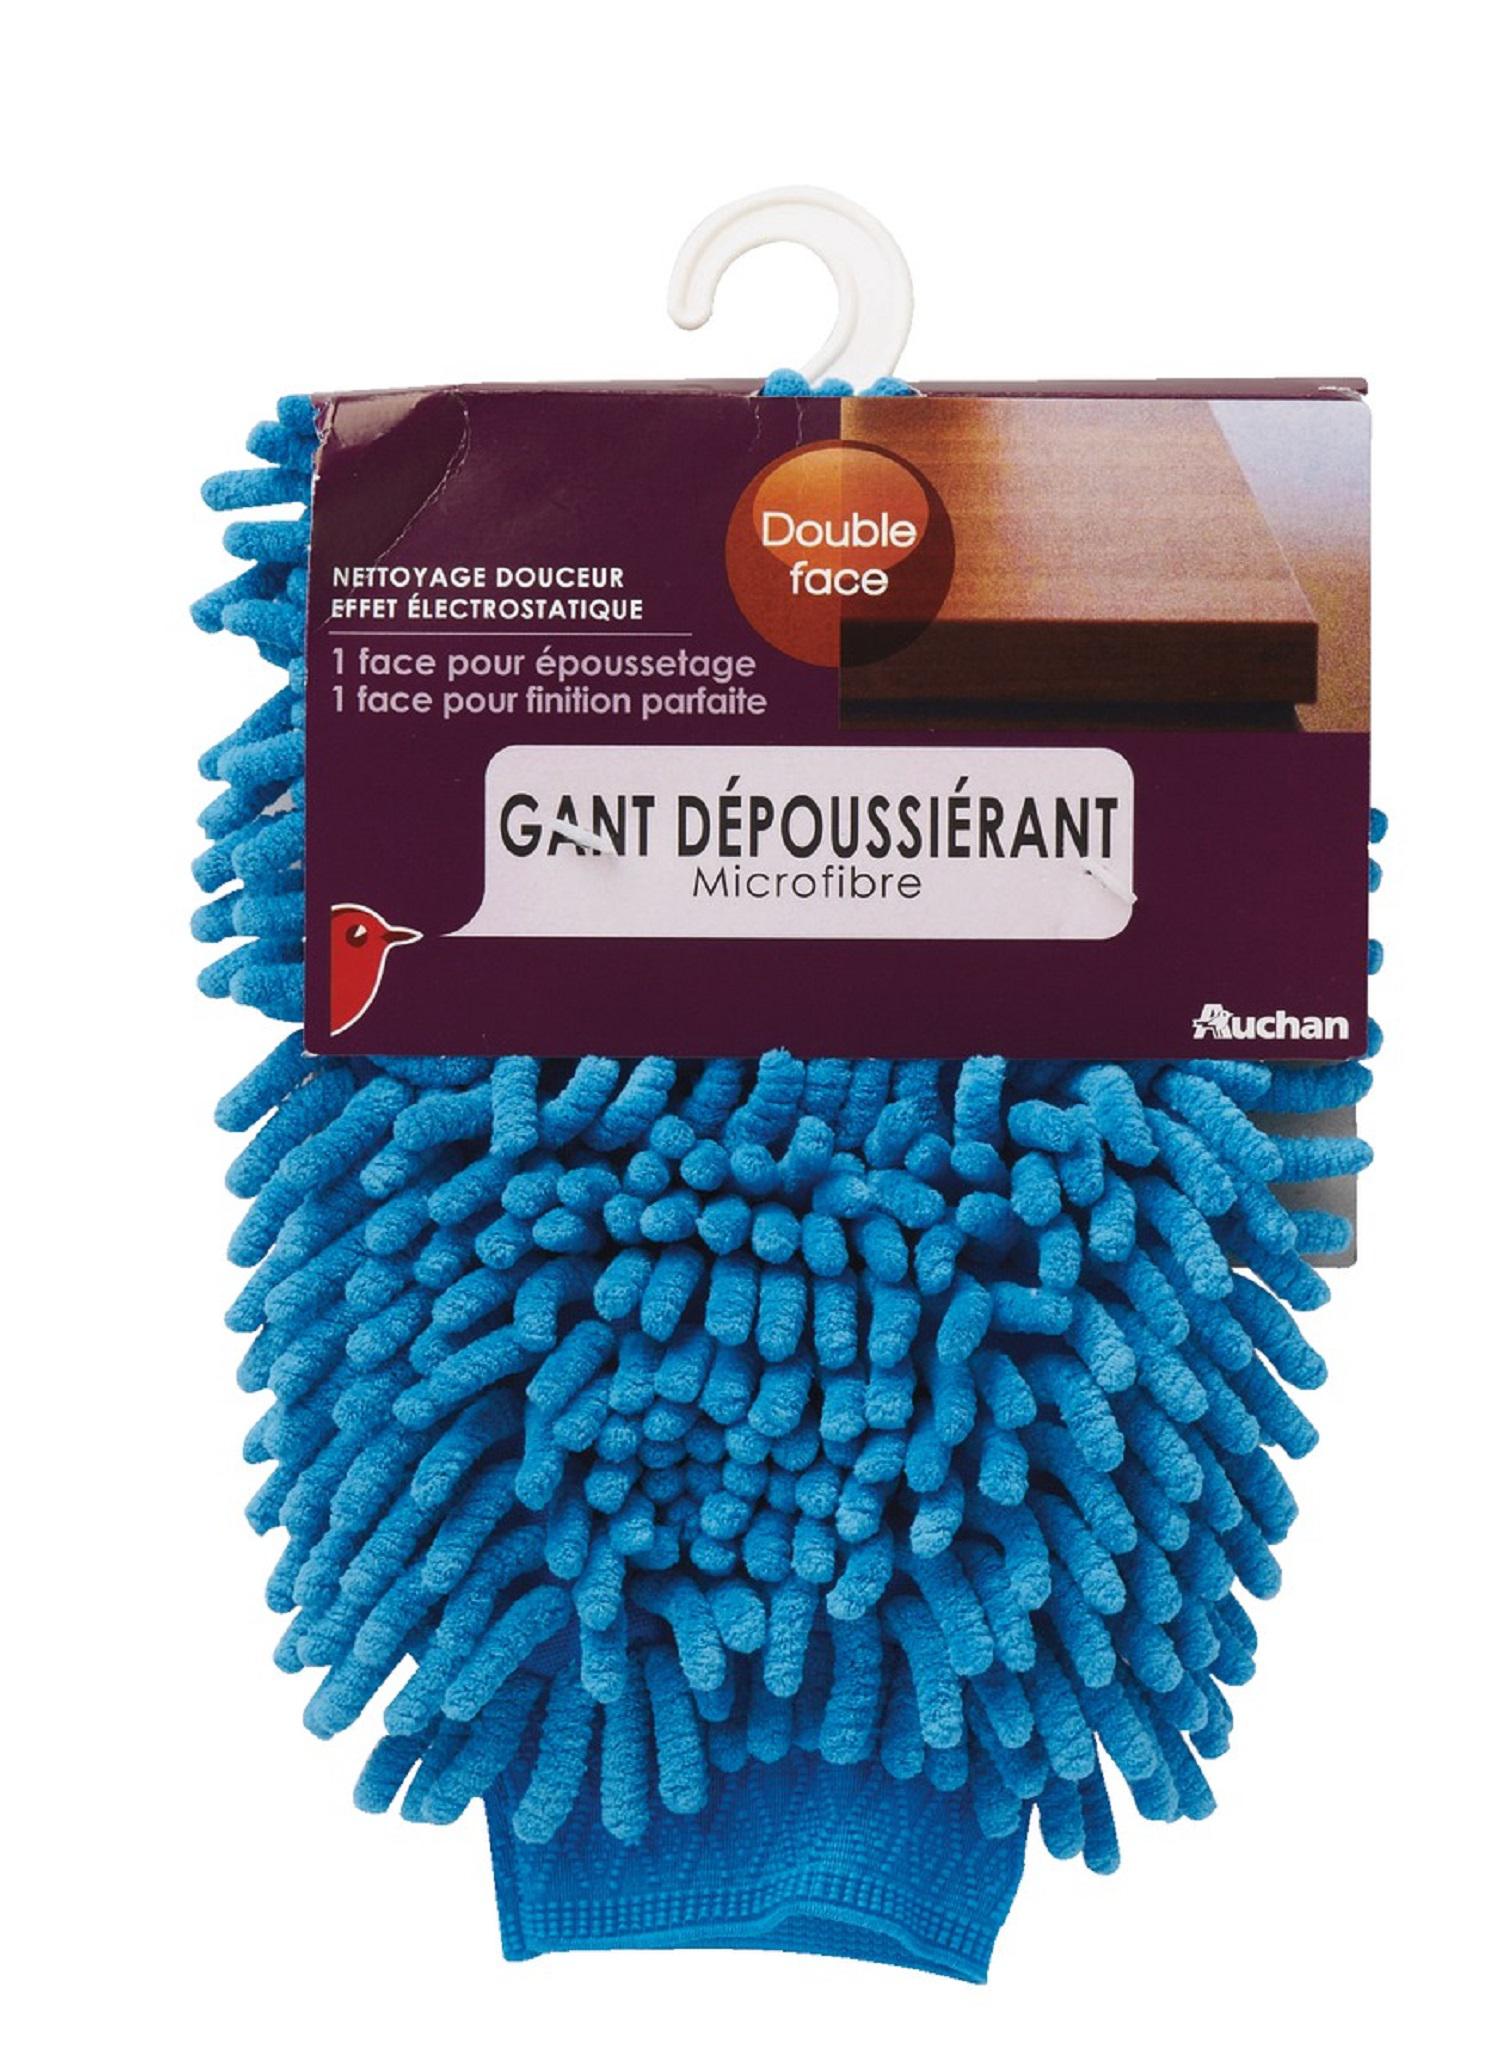 Double
face
NETTOYAGE DOUCEUR
EFFET ÉLECTROSTATIQUE
1 face pour époussetage
1 face pour finition parfaite
GANT DÉPOUSSIÉRANT
Microfibre
Auchan